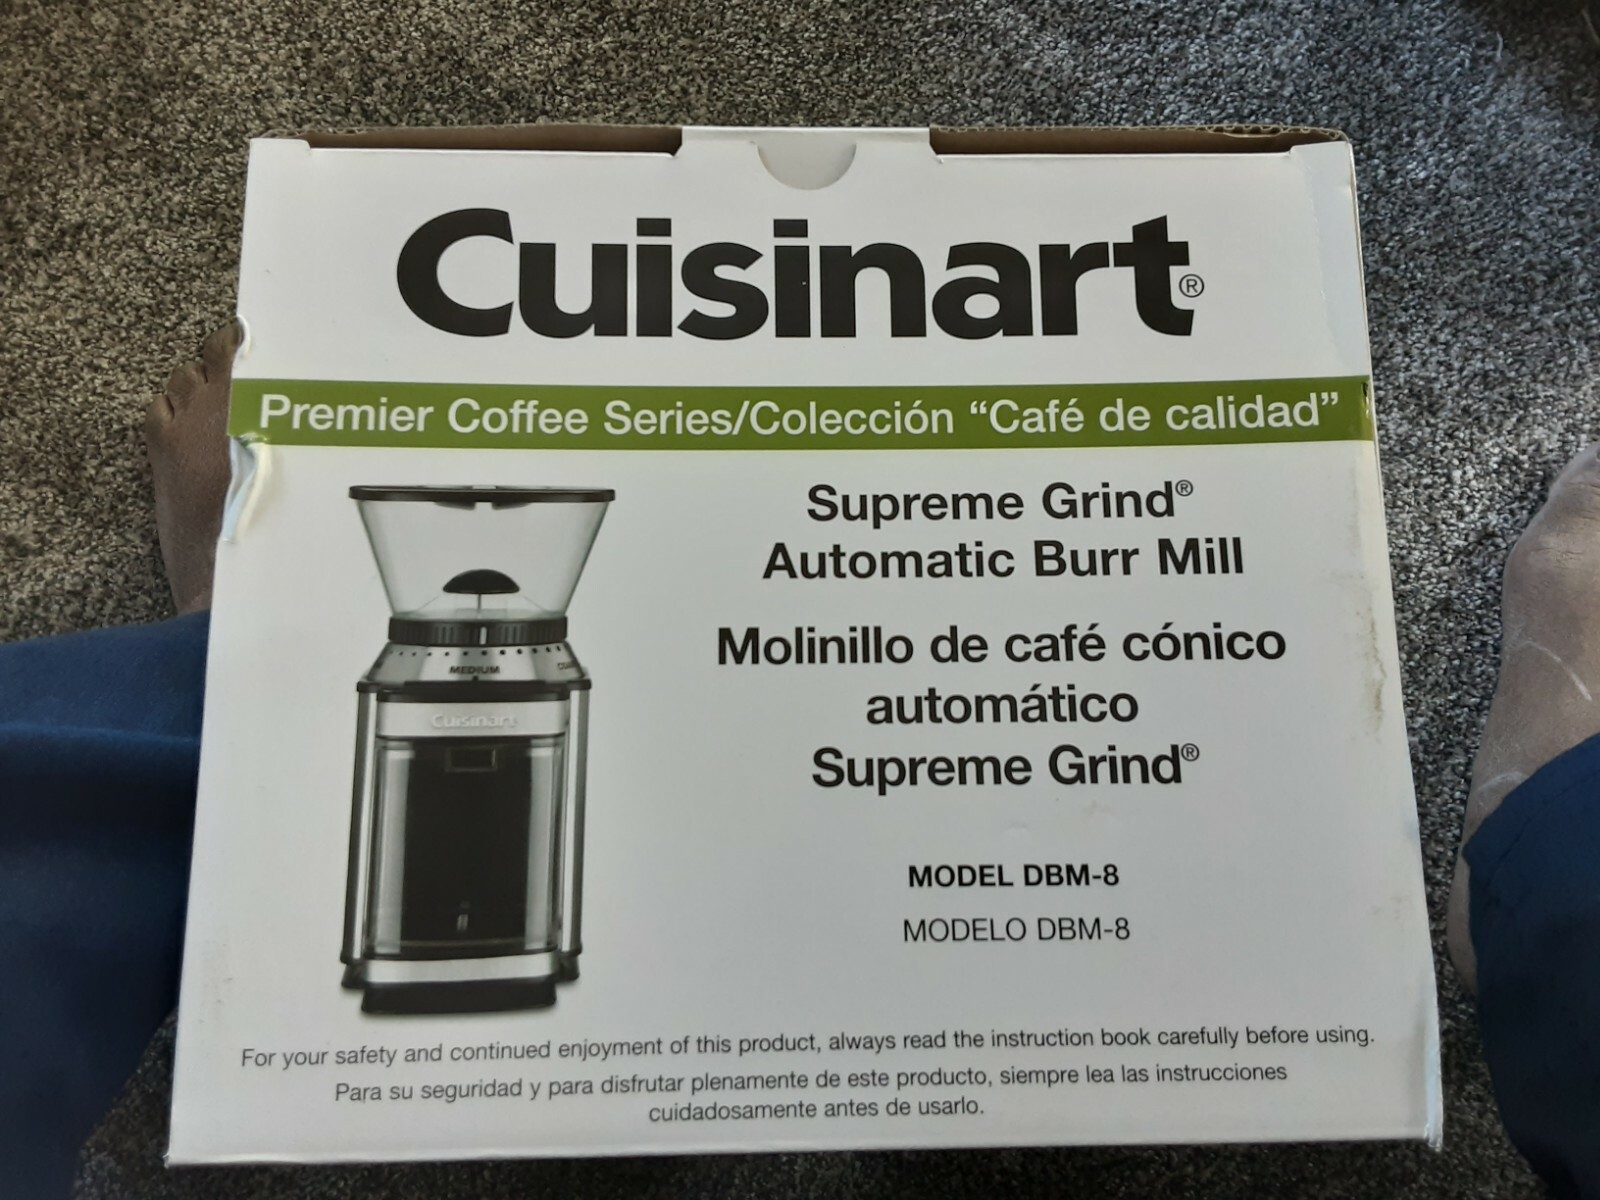 Cuisinart®
Premier Coffee Series/Colección “Café de calidad”
Supreme Grind®
Automatic Burr Mill
Molinillo de café cónico
automático
Supreme Grind®
MODEL DBM-8
MODELO DBM-8
MEDIUM
Cuisinart
For your safety and continued enjoyment of this product, always read the instruction book carefully before using.
Para su seguridad y para disfrutar plenamente de este producto, siempre lea las instrucciones
cuidadosamente antes de usarlo.